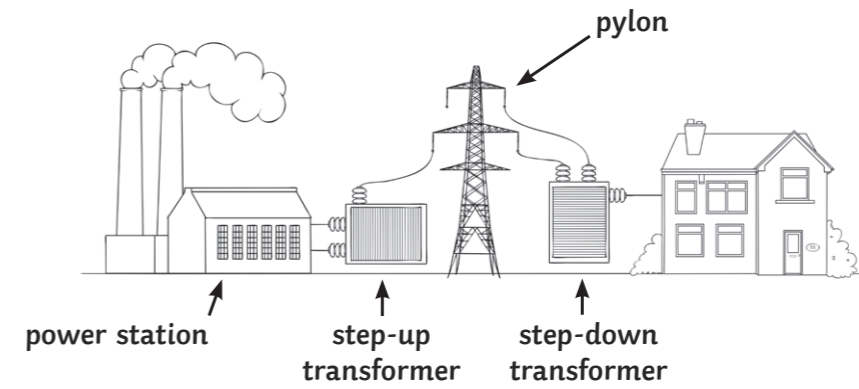 pylon
power station
step-up
transformer
step-down
transformer